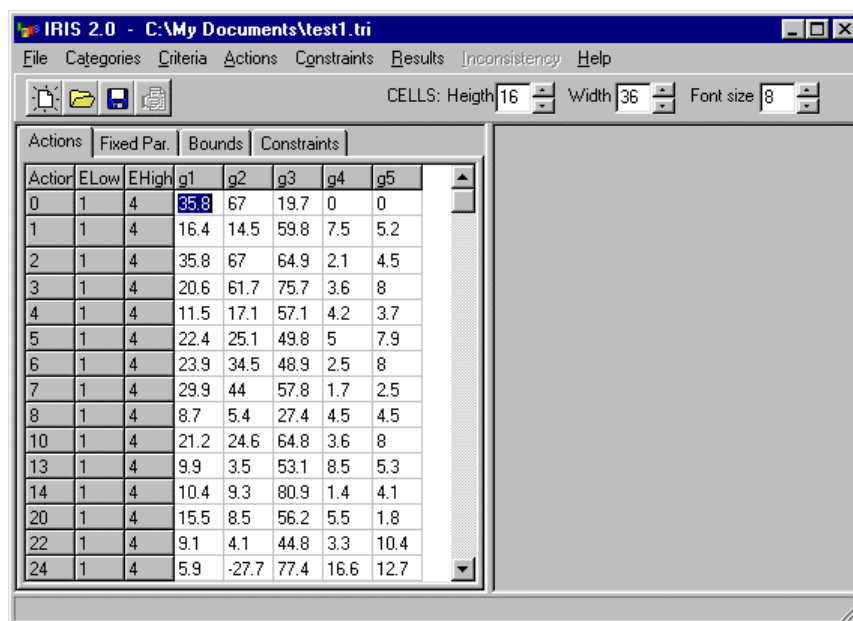 IRIS 2.0 - C:\My Documents\test1.tri
File Categories Criteria Actions Constraints Results Inconsistency Help
CELLS: Heigth 16 Width 36 Font size 8
Actions Fixed Par. Bounds Constraints
Action ELow EHigh g1 g2 g3 g4 g5
0 1 4 35.8 67 19.7 0 0
1 1 4 16.4 14.5 59.8 7.5 5.2
2 1 4 35.8 67 64.9 2.1 4.5
3 1 4 20.6 61.7 75.7 3.6 8
4 1 4 11.5 17.1 57.1 4.2 3.7
5 1 4 22.4 25.1 49.8 5 7.9
6 1 4 23.9 34.5 48.9 2.5 8
7 1 4 29.9 44 57.8 1.7 2.5
8 1 4 8.7 5.4 27.4 4.5 4.5
10 1 4 21.2 24.6 64.8 3.6 8
13 1 4 9.9 3.5 53.1 8.5 5.3
14 1 4 10.4 9.3 80.9 1.4 4.1
20 1 4 15.5 8.5 56.2 5.5 1.8
22 1 4 9.1 4.1 44.8 3.3 10.4
24 1 4 5.9 -27.7 77.4 16.6 12.7